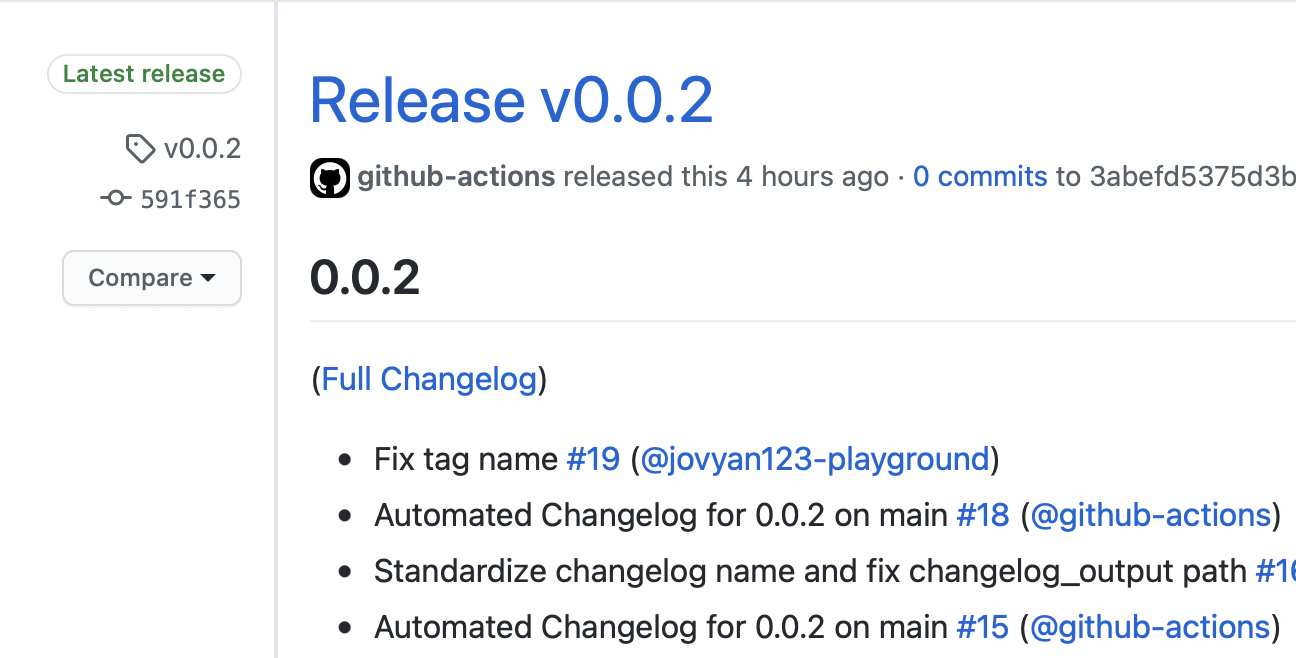 Latest release
v0.0.2
591f365
Compare
Release v0.0.2
github-actions released this 4 hours ago · 0 commits to 3abefd5375d3b
0.0.2
(Full Changelog)
• Fix tag name #19 (@jovyan123-playground)
• Automated Changelog for 0.0.2 on main #18 (@github-actions)
• Standardize changelog name and fix changelog_output path #16
• Automated Changelog for 0.0.2 on main #15 (@github-actions)